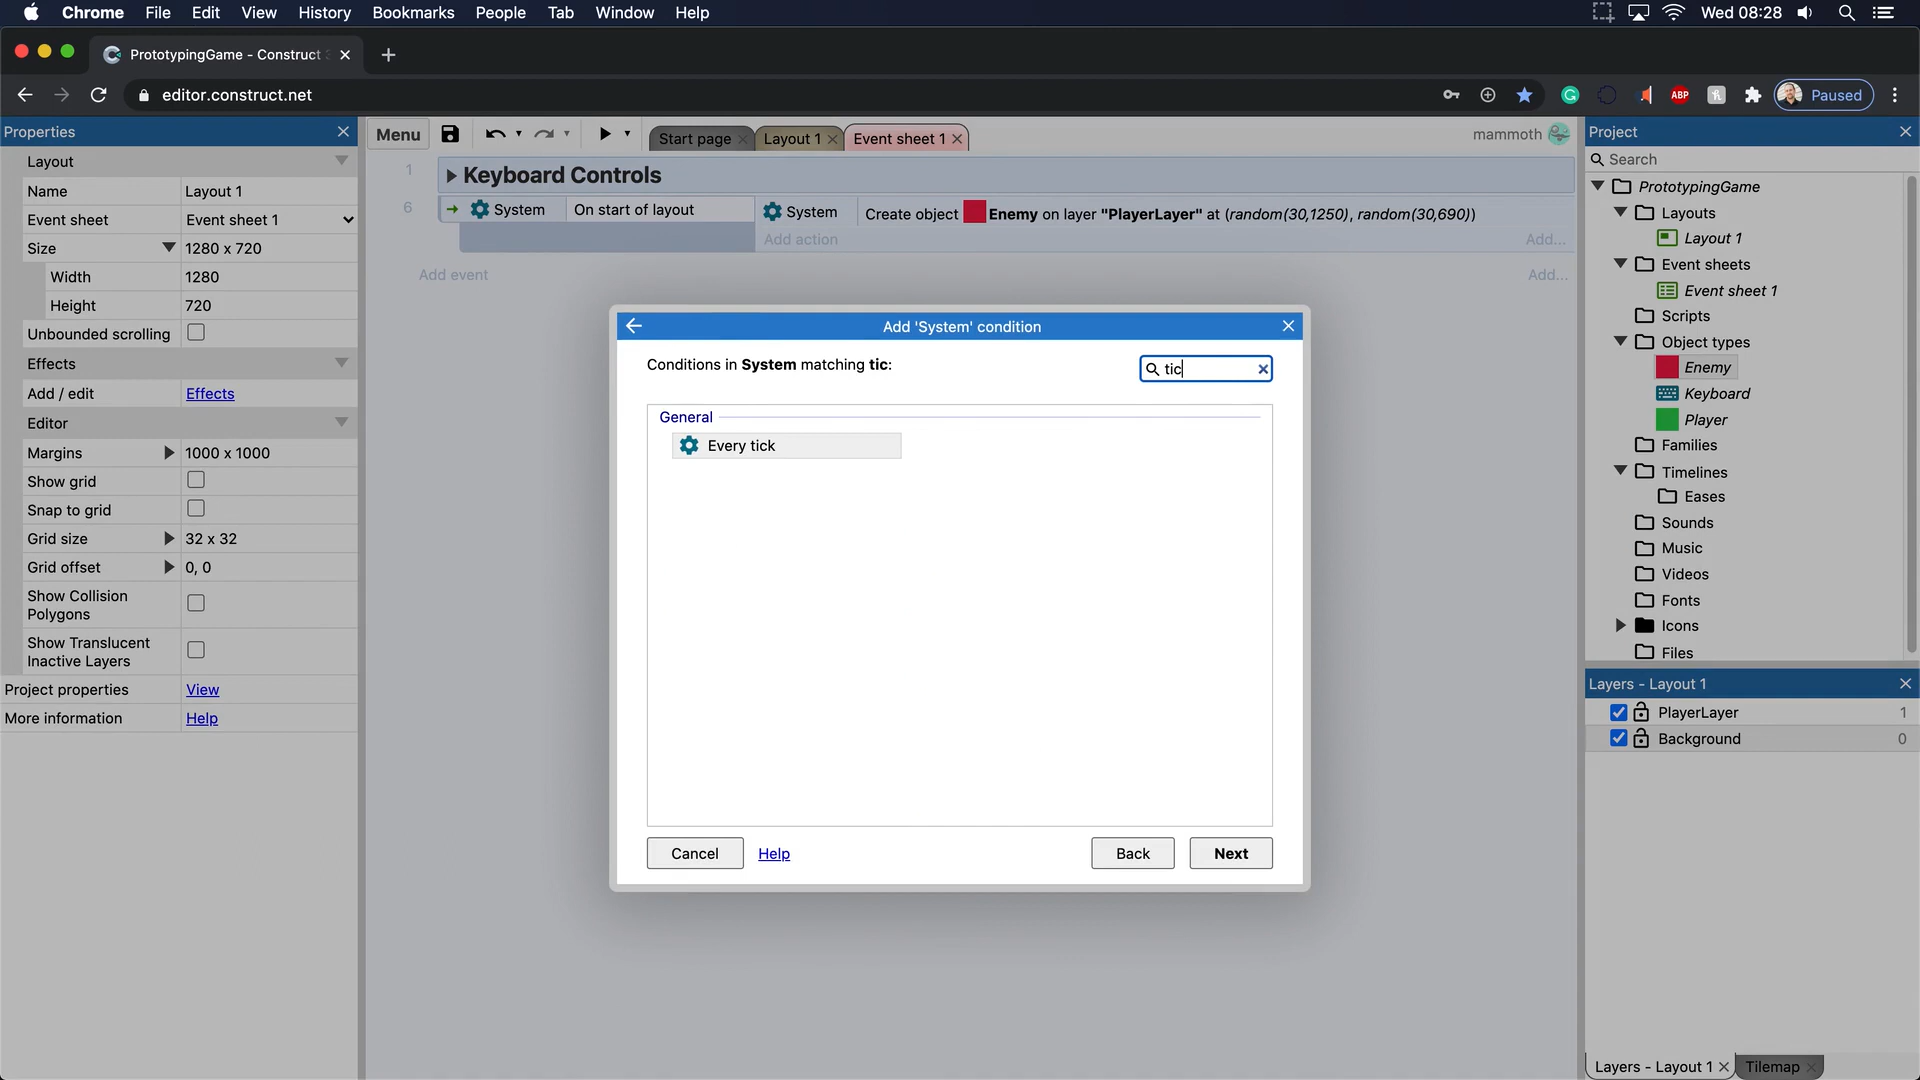 Chrome File Edit View History Bookmarks People Tab Window Help Wed 08:28
PrototypingGame - Construct 3
editor.construct.net ABP Paused
Properties
Layout
Name Layout 1
Event sheet Event sheet 1
Size 1280 x 720
Width 1280
Height 720
Unbounded scrolling
Effects
Add / edit Effects
Editor
Margins 1000 x 1000
Show grid
Snap to grid
Grid size 32 x 32
Grid offset 0, 0
Show Collision
Polygons
Show Translucent
Inactive Layers
Project properties View
More information Help
Menu Start page Layout 1 Event sheet 1 mammoth
1 Keyboard Controls
6 System On start of layout System Create object Enemy on layer "PlayerLayer" at (random(30,1250), random(30,690))
Add action Add...
Add event Add...
Add 'System' condition
Conditions in System matching tic: tic
General
Every tick
Cancel Help Back Next
Project
Search
PrototypingGame
Layouts
Layout 1
Event sheets
Event sheet 1
Scripts
Object types
Enemy
Keyboard
Player
Families
Timelines
Eases
Sounds
Music
Videos
Fonts
Icons
Files
Layers - Layout 1
PlayerLayer 1
Background 0
Layers - Layout 1 Tilemap